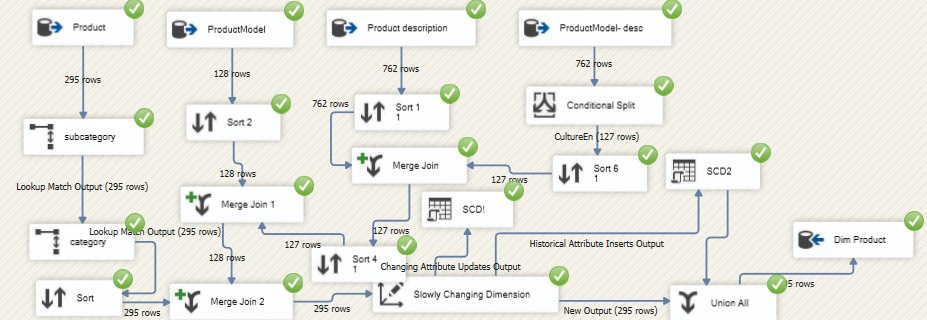 Product
ProductModel
Product description
ProductModel- desc
295 rows
128 rows
762 rows
762 rows
subcategory
Sort 2
762 rows
Sort 1
1
Conditional Split
CultureEn (127 rows)
Lookup Match Output (295 rows)
128 rows
Merge Join
127 rows
Sort 6
1
SCD2
Merge Join 1
SCD!
category
Lookup Match Output (295 rows)
127 rows
127 rows
Historical Attribute Inserts Output
Dim Product
128 rows
Sort 4
1
Changing Attribute Updates Output
5 rows
Sort
295 rows
Merge Join 2
295 rows
Slowly Changing Dimension
New Output (295 rows)
Union All